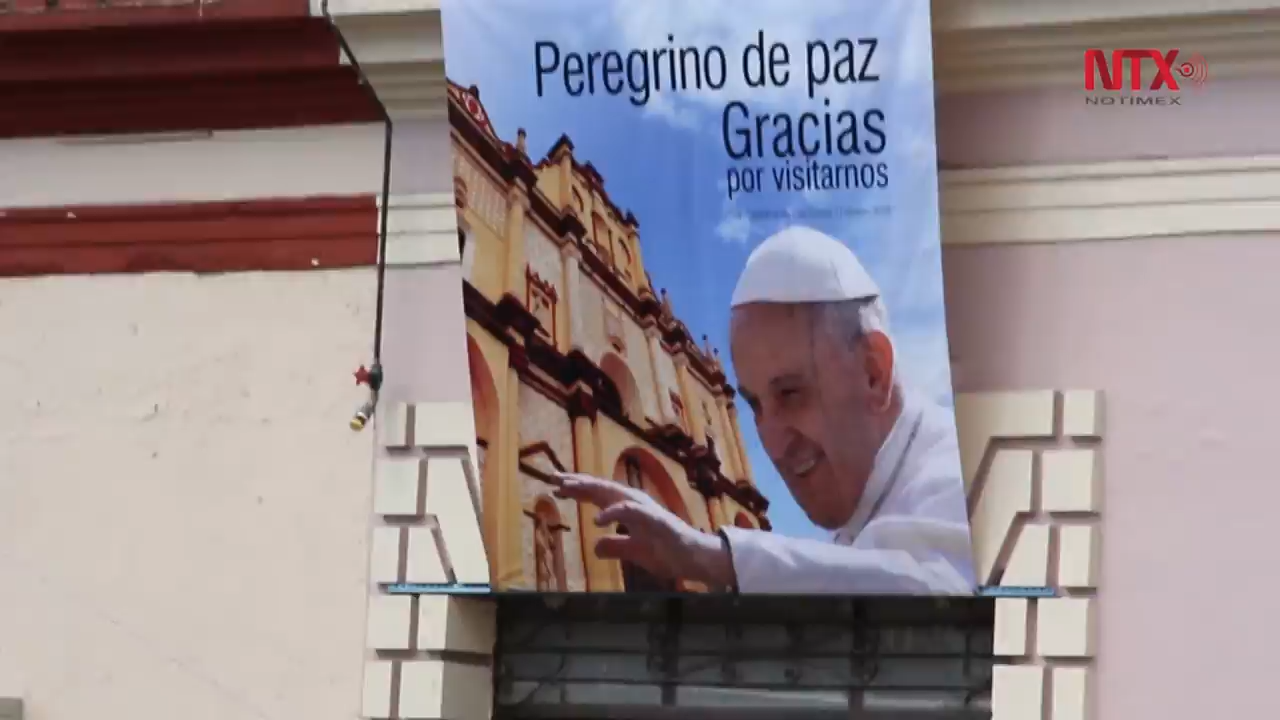 Peregrino de paz
Gracias
por visitarnos
NTX
NOTIMEX